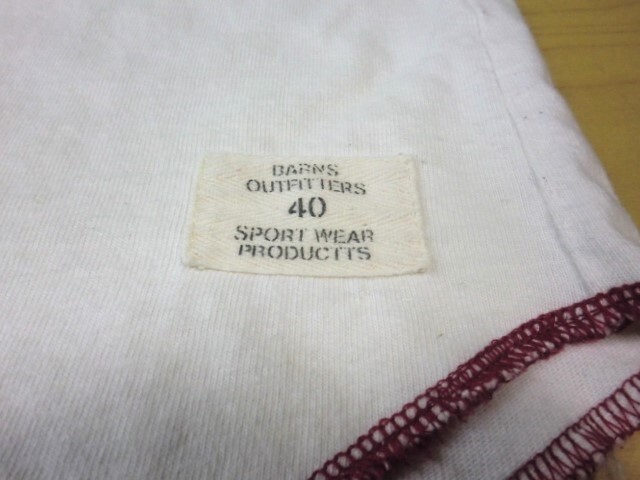 BARNS
OUTFITTERS
40
SPORT WEAR
PRODUCTTS